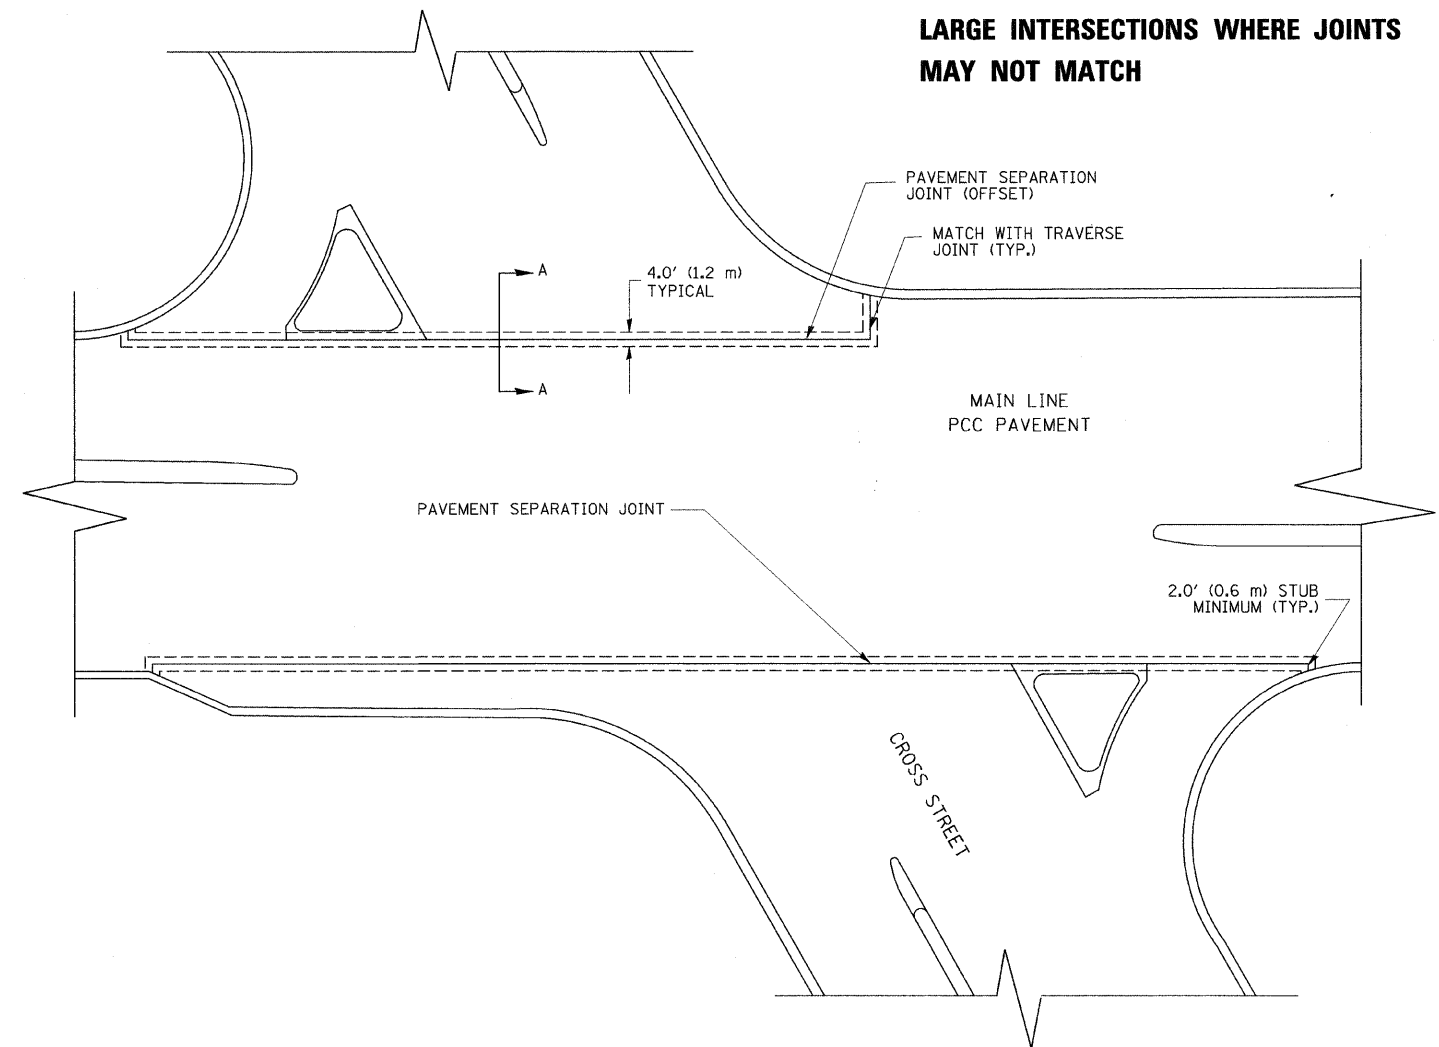 LARGE INTERSECTIONS WHERE JOINTS
MAY NOT MATCH
PAVEMENT SEPARATION
JOINT (OFFSET)
MATCH WITH TRAVERSE
JOINT (TYP.)
4.0' (1.2 m)
TYPICAL
A
A
MAIN LINE
PCC PAVEMENT
PAVEMENT SEPARATION JOINT
2.0' (0.6 m) STUB
MINIMUM (TYP.)
CROSS STREET